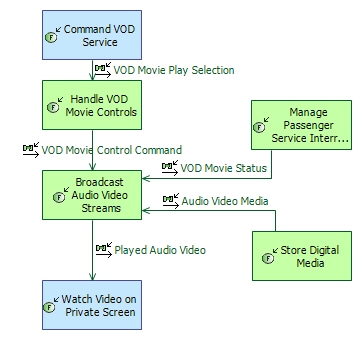 Command VOD
Service
VOD Movie Play Selection
Handle VOD
Movie Controls
Manage
Passenger
Service Interr...
VOD Movie Control Command
VOD Movie Status
Broadcast
Audio Video
Streams
Audio Video Media
Played Audio Video
Store Digital
Media
Watch Video on
Private Screen